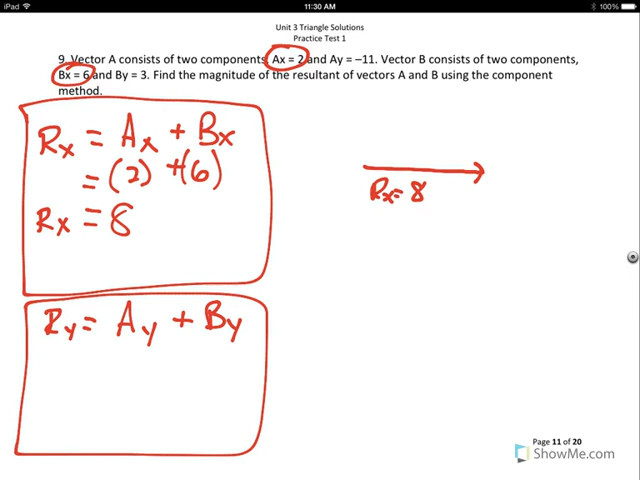 iPad 11:30 AM 100%
Unit 3 Triangle Solutions
Practice Test 1
9. Vector A consists of two components, Ax = 2 and Ay = −11. Vector B consists of two components,
Bx = 6 and By = 3. Find the magnitude of the resultant of vectors A and B using the component
method.
Rx = Ax + Bx
= (2) +(6)
Rx = 8
Rx= 8
Ry= Ay + By
Page 11 of 20
ShowMe.com